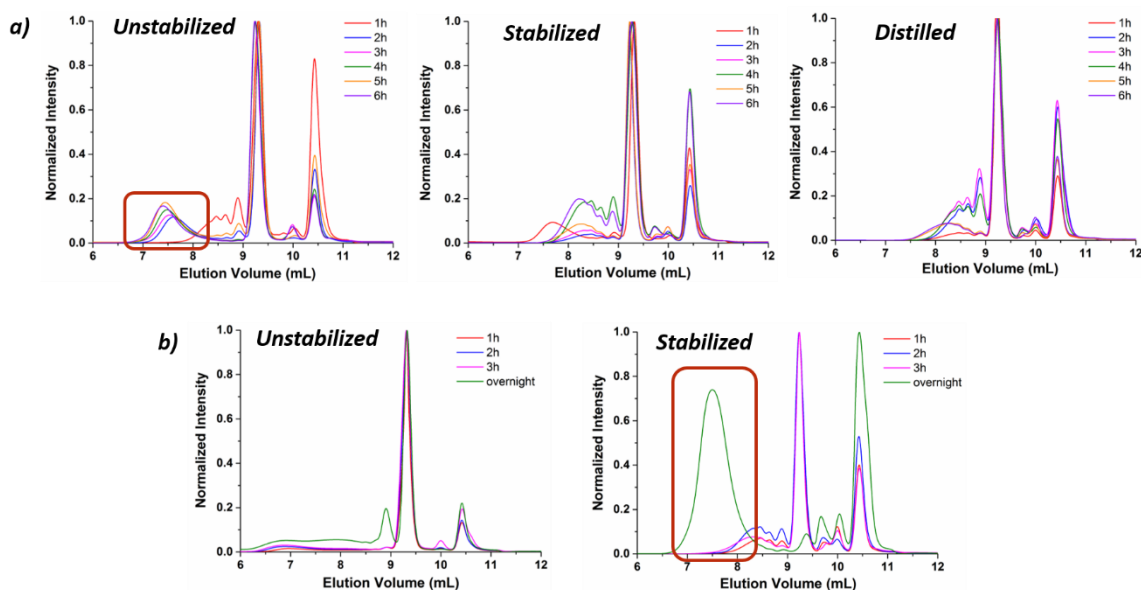 a)
Unstabilized
Normalized Intensity
1.0
0.8
0.6
0.4
0.2
0.0
1h
2h
3h
4h
5h
6h
6 7 8 9 10 11 12
Elution Volume (mL)
Stabilized
Normalized Intensity
1.0
0.8
0.6
0.4
0.2
0.0
1h
2h
3h
4h
5h
6h
6 7 8 9 10 11 12
Elution Volume (mL)
Distilled
Normalized Intensity
1.0
0.8
0.6
0.4
0.2
0.0
1h
2h
3h
4h
5h
6h
6 7 8 9 10 11 12
Elution Volume (mL)
b)
Unstabilized
Normalized Intensity
1.0
0.8
0.6
0.4
0.2
0.0
1h
2h
3h
overnight
6 7 8 9 10 11 12
Elution Volume (mL)
Stabilized
Normalized Intensity
1.0
0.8
0.6
0.4
0.2
0.0
1h
2h
3h
overnight
6 7 8 9 10 11 12
Elution Volume (mL)